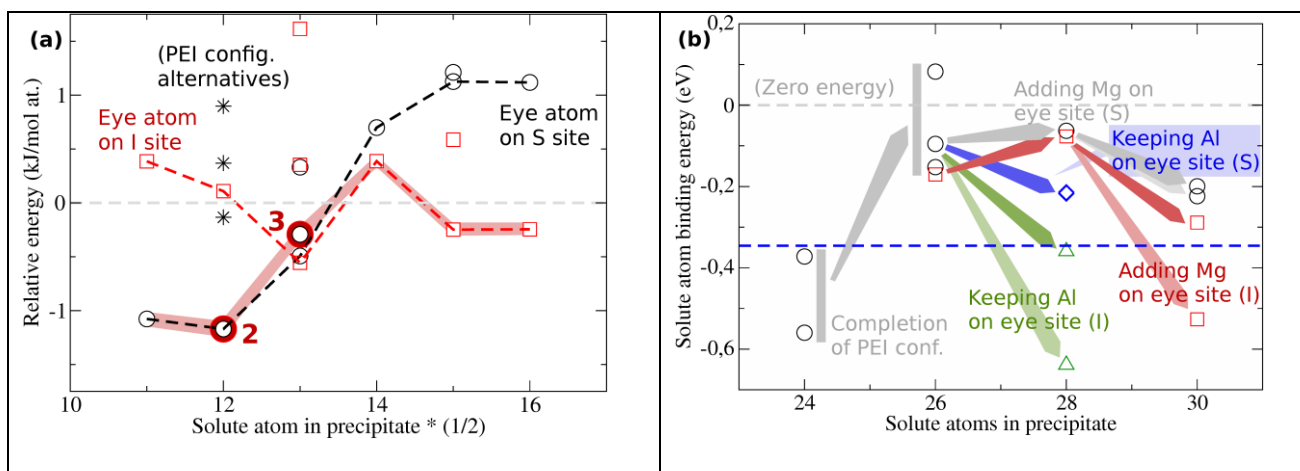 (a)
(PEI config.
alternatives)
Eye atom
on I site
Eye atom
on S site
3
2
1
0
-1
10
12
14
16
Relative energy (kJ/mol at.)
Solute atom in precipitate * (1/2)
(b)
0,2
0
-0,2
-0,4
-0,6
(Zero energy)
Adding Mg on
eye site (S)
Keeping Al
on eye site (S)
Adding Mg
on eye site (I)
Keeping Al
on eye site (I)
Completion
of PEI conf.
24
26
28
30
Solute atom binding energy (eV)
Solute atoms in precipitate